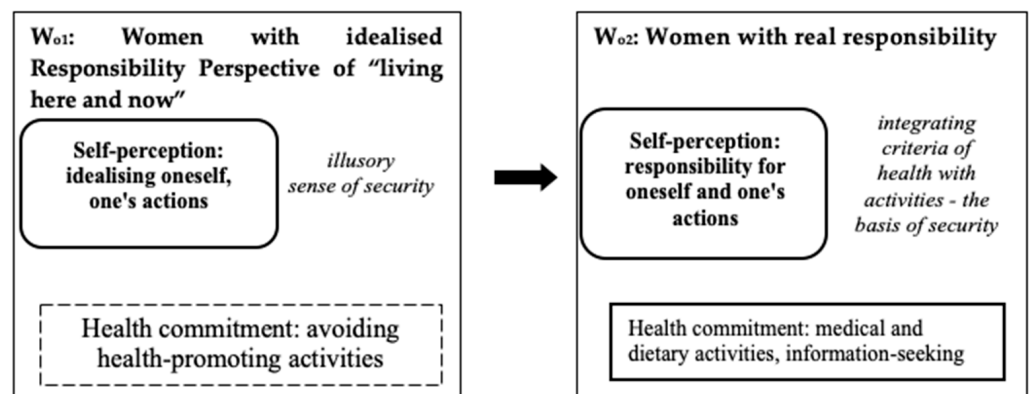 Wo1: Women with idealised
Responsibility Perspective of “living
here and now”
Self-perception:
idealising oneself,
one's actions
illusory
sense of security
Health commitment: avoiding
health-promoting activities
Wo2: Women with real responsibility
Self-perception:
responsibility for
oneself and one's
actions
integrating
criteria of
health with
activities - the
basis of security
Health commitment: medical and
dietary activities, information-seeking